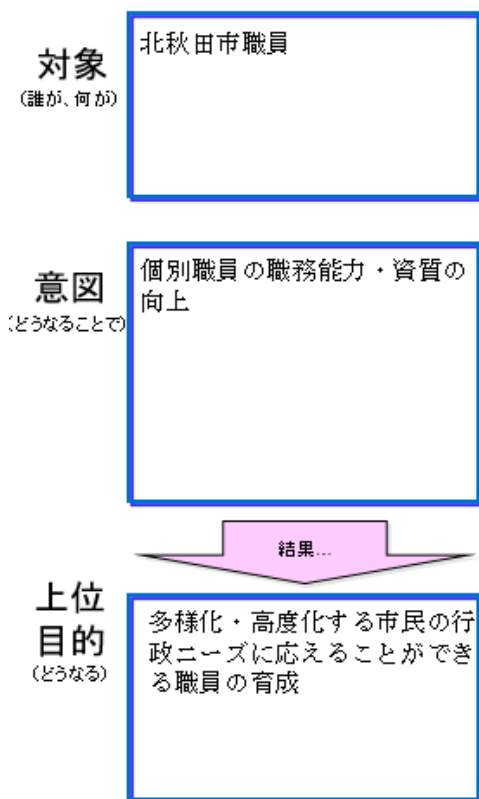 対象
(誰が、何が)
北秋田市職員
意図
(どうなることで)
個別職員の職務能力・資質の
向上
結果...
上位
目的
(どうなる)
多様化・高度化する市民の行
政ニーズに応えることができ
る職員の育成